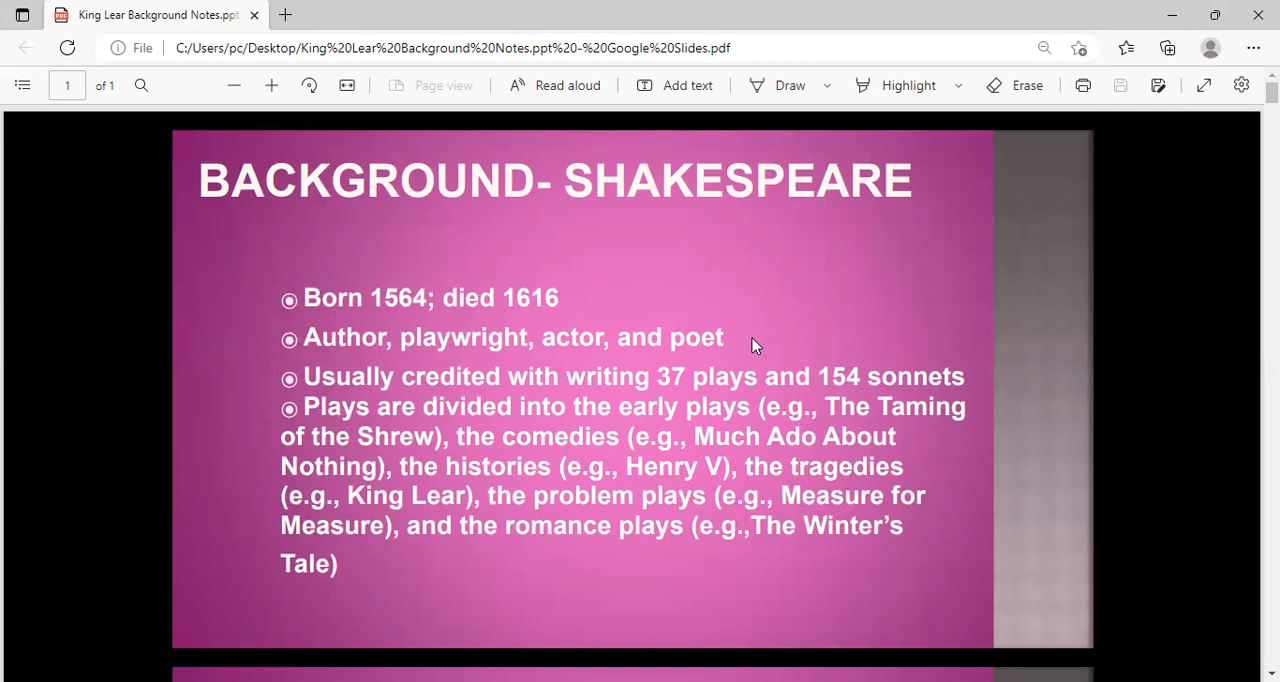 King Lear Background Notes.ppt
File
C:/Users/pc/Desktop/King%20Lear%20Background%20Notes.ppt%20-%20Google%20Slides.pdf
1
of 1
Page view
Read aloud
Add text
Draw
Highlight
Erase
BACKGROUND- SHAKESPEARE
Born 1564; died 1616
Author, playwright, actor, and poet
Usually credited with writing 37 plays and 154 sonnets
Plays are divided into the early plays (e.g., The Taming
of the Shrew), the comedies (e.g., Much Ado About
Nothing), the histories (e.g., Henry V), the tragedies
(e.g., King Lear), the problem plays (e.g., Measure for
Measure), and the romance plays (e.g.,The Winter’s
Tale)